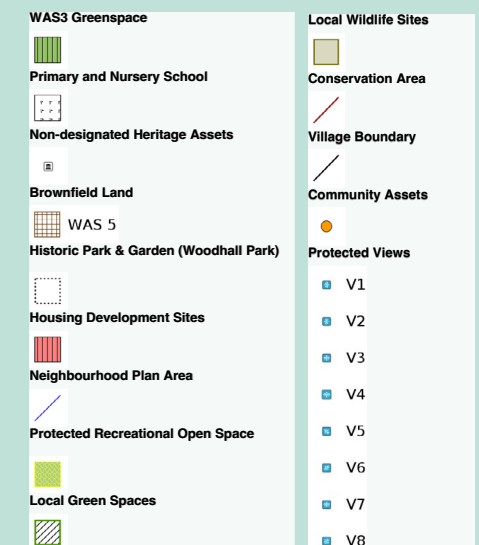 WAS3 Greenspace
Primary and Nursery School
Non-designated Heritage Assets
Brownfield Land
WAS 5
Historic Park & Garden (Woodhall Park)
Housing Development Sites
Neighbourhood Plan Area
Protected Recreational Open Space
Local Green Spaces
Local Wildlife Sites
Conservation Area
Village Boundary
Community Assets
Protected Views
V1
V2
V3
V4
V5
V6
V7
V8